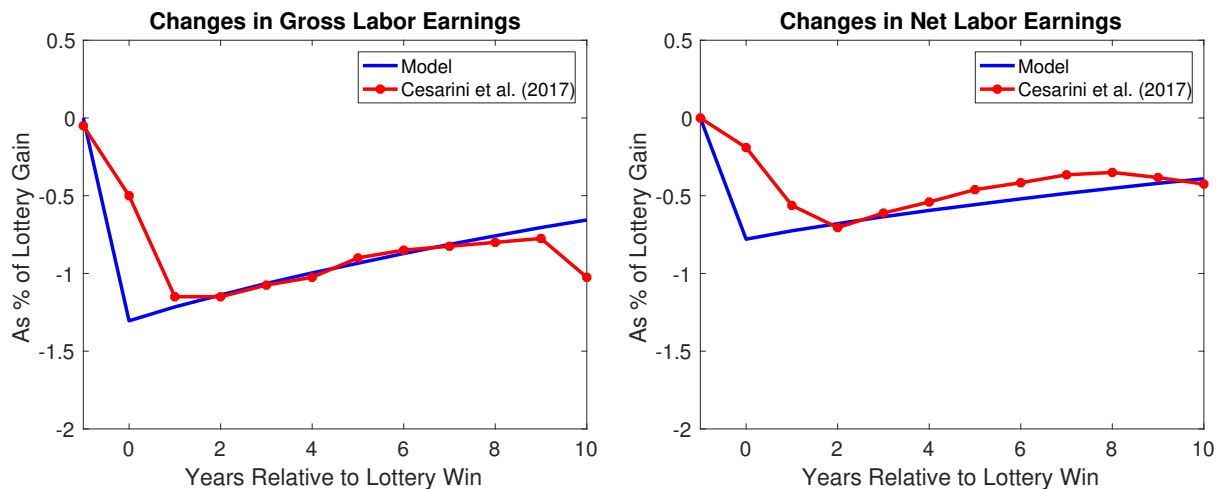 Changes in Gross Labor Earnings
0.5
0
-0.5
-1
-1.5
-2
As % of Lottery Gain
Model
Cesarini et al. (2017)
0 2 4 6 8 10
Years Relative to Lottery Win
Changes in Net Labor Earnings
0.5
0
-0.5
-1
-1.5
-2
As % of Lottery Gain
Model
Cesarini et al. (2017)
0 2 4 6 8 10
Years Relative to Lottery Win